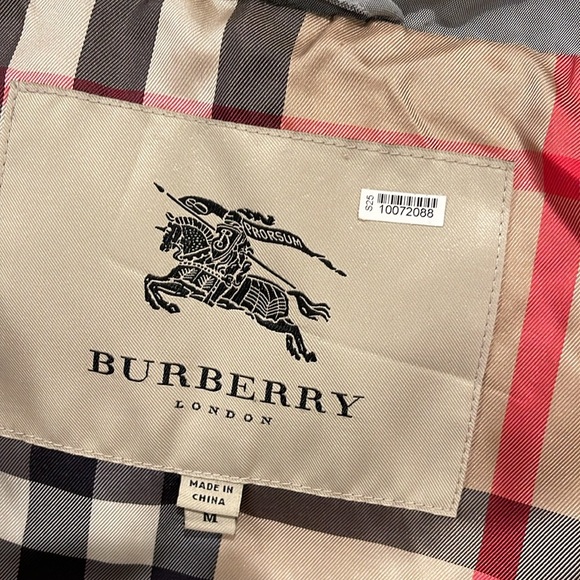 S25
10072088
PRORSUM
BURBERRY
LONDON
MADE IN
CHINA
M